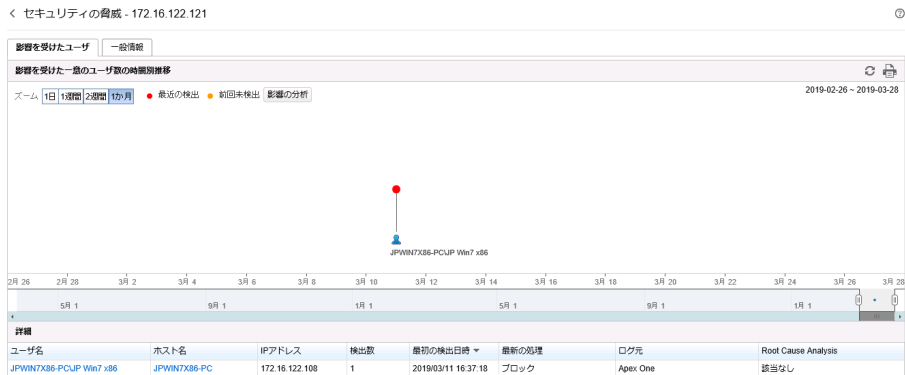 セキュリティの脅威 - 172.16.122.121
影響を受けたユーザ 一般情報
影響を受けた一意のユーザ数の時間別推移
ズーム 1日 1週間 2週間 1か月 最近の検出 前回未検出 影響の分析 2019-02-26 ~ 2019-03-28
JPWIN7X86-PC\JP Win7 x86
2月 26 2月 28 3月 2 3月 4 3月 6 3月 8 3月 10 3月 12 3月 14 3月 16 3月 18 3月 20 3月 22 3月 24 3月 26 3月 28
5月 1 9月 1 1月 1 5月 1 9月 1 1月 1
詳細
ユーザ名 ホスト名 IPアドレス 検出数 最初の検出日時 最新の処理 ログ元 Root Cause Analysis
JPWIN7X86-PC\JP Win7 x86 JPWIN7X86-PC 172.16.122.108 1 2019/03/11 16:37:18 ブロック Apex One 該当なし